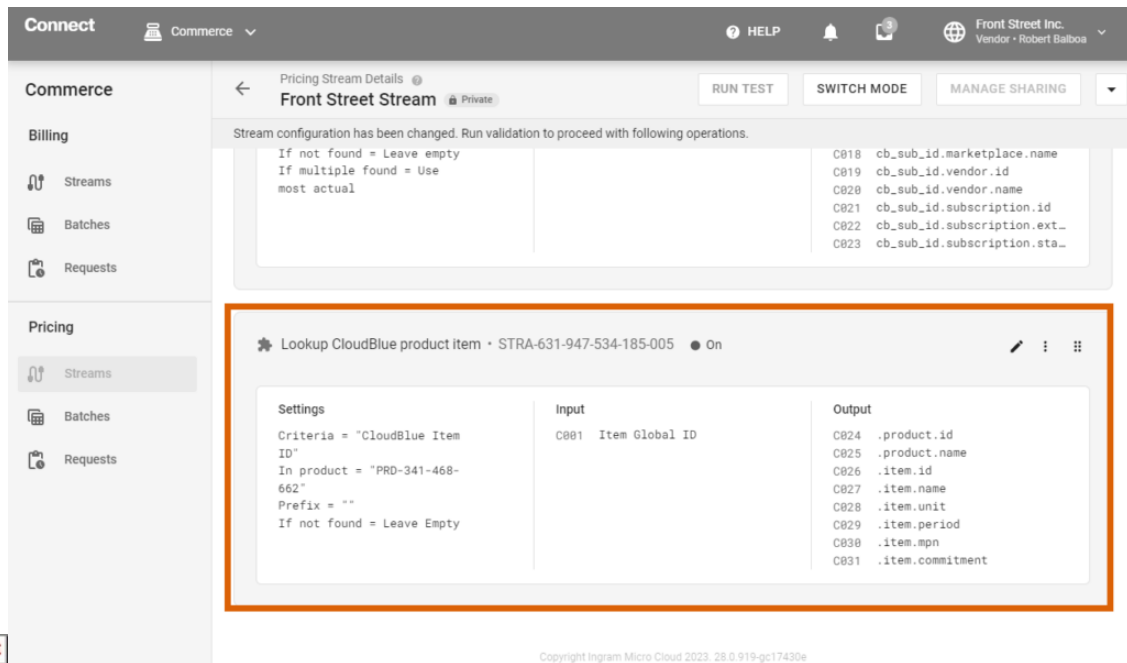 Connect
Commerce
HELP
3
Front Street Inc.
Vendor • Robert Balboa
Commerce
Billing
Streams
Batches
Requests
Pricing
Streams
Batches
Requests
Pricing Stream Details
Front Street Stream Private
RUN TEST
SWITCH MODE
MANAGE SHARING
Stream configuration has been changed. Run validation to proceed with following operations.
If not found = Leave empty
If multiple found = Use
most actual
C018 cb_sub_id.marketplace.name
C019 cb_sub_id.vendor.id
C020 cb_sub_id.vendor.name
C021 cb_sub_id.subscription.id
C022 cb_sub_id.subscription.ext…
C023 cb_sub_id.subscription.sta…
Lookup CloudBlue product item • STRA-631-947-534-185-005 On
Settings
Criteria = "CloudBlue Item
ID"
In product = "PRD-341-468-
662"
Prefix = ""
If not found = Leave Empty
Input
C001 Item Global ID
Output
C024 .product.id
C025 .product.name
C026 .item.id
C027 .item.name
C028 .item.unit
C029 .item.period
C030 .item.mpn
C031 .item.commitment
Copyright Ingram Micro Cloud 2023. 28.0.919-gc17430e